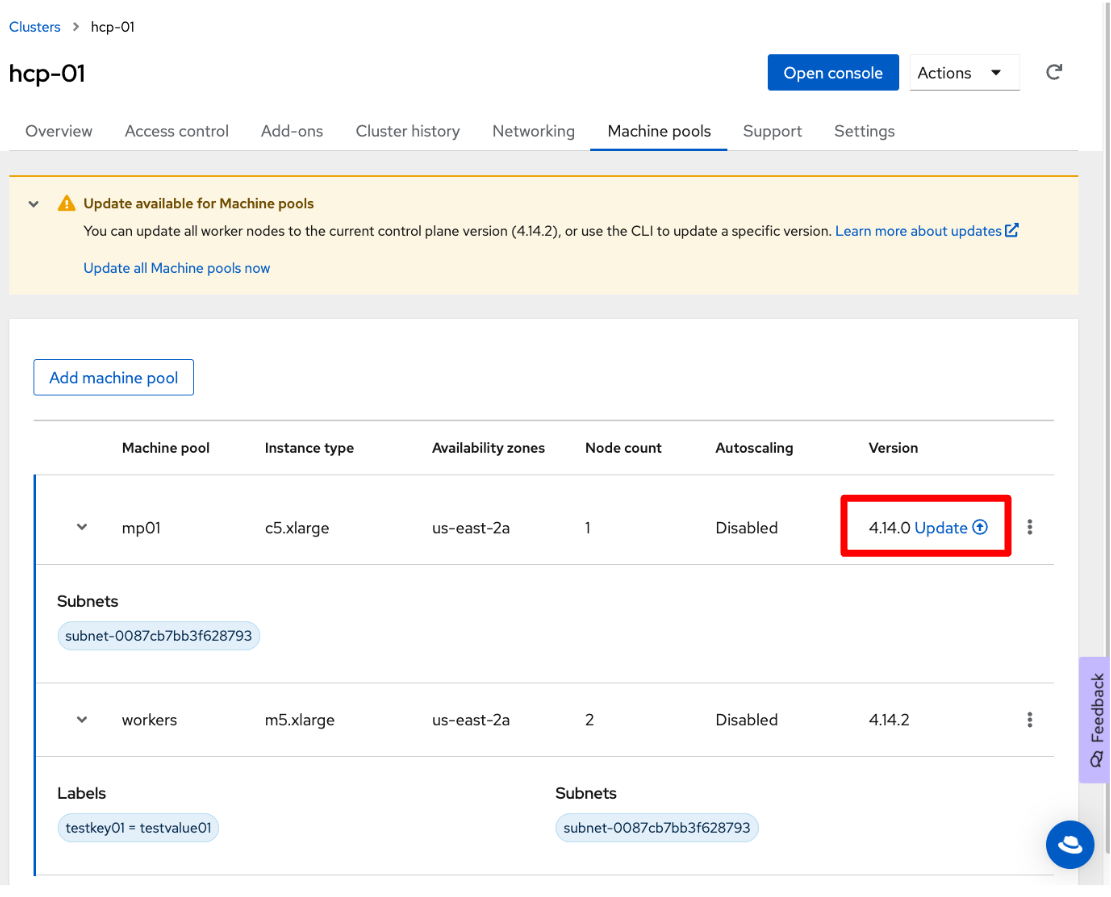 Clusters > hcp-01
hcp-01
Open console
Actions
Overview Access control Add-ons Cluster history Networking Machine pools Support Settings
Update available for Machine pools
You can update all worker nodes to the current control plane version (4.14.2), or use the CLI to update a specific version. Learn more about updates
Update all Machine pools now
Add machine pool
Machine pool Instance type Availability zones Node count Autoscaling Version
mp01 c5.xlarge us-east-2a 1 Disabled 4.14.0 Update
Subnets
subnet-0087cb7bb3f628793
workers m5.xlarge us-east-2a 2 Disabled 4.14.2
Labels Subnets
testkey01 = testvalue01 subnet-0087cb7bb3f628793
Feedback